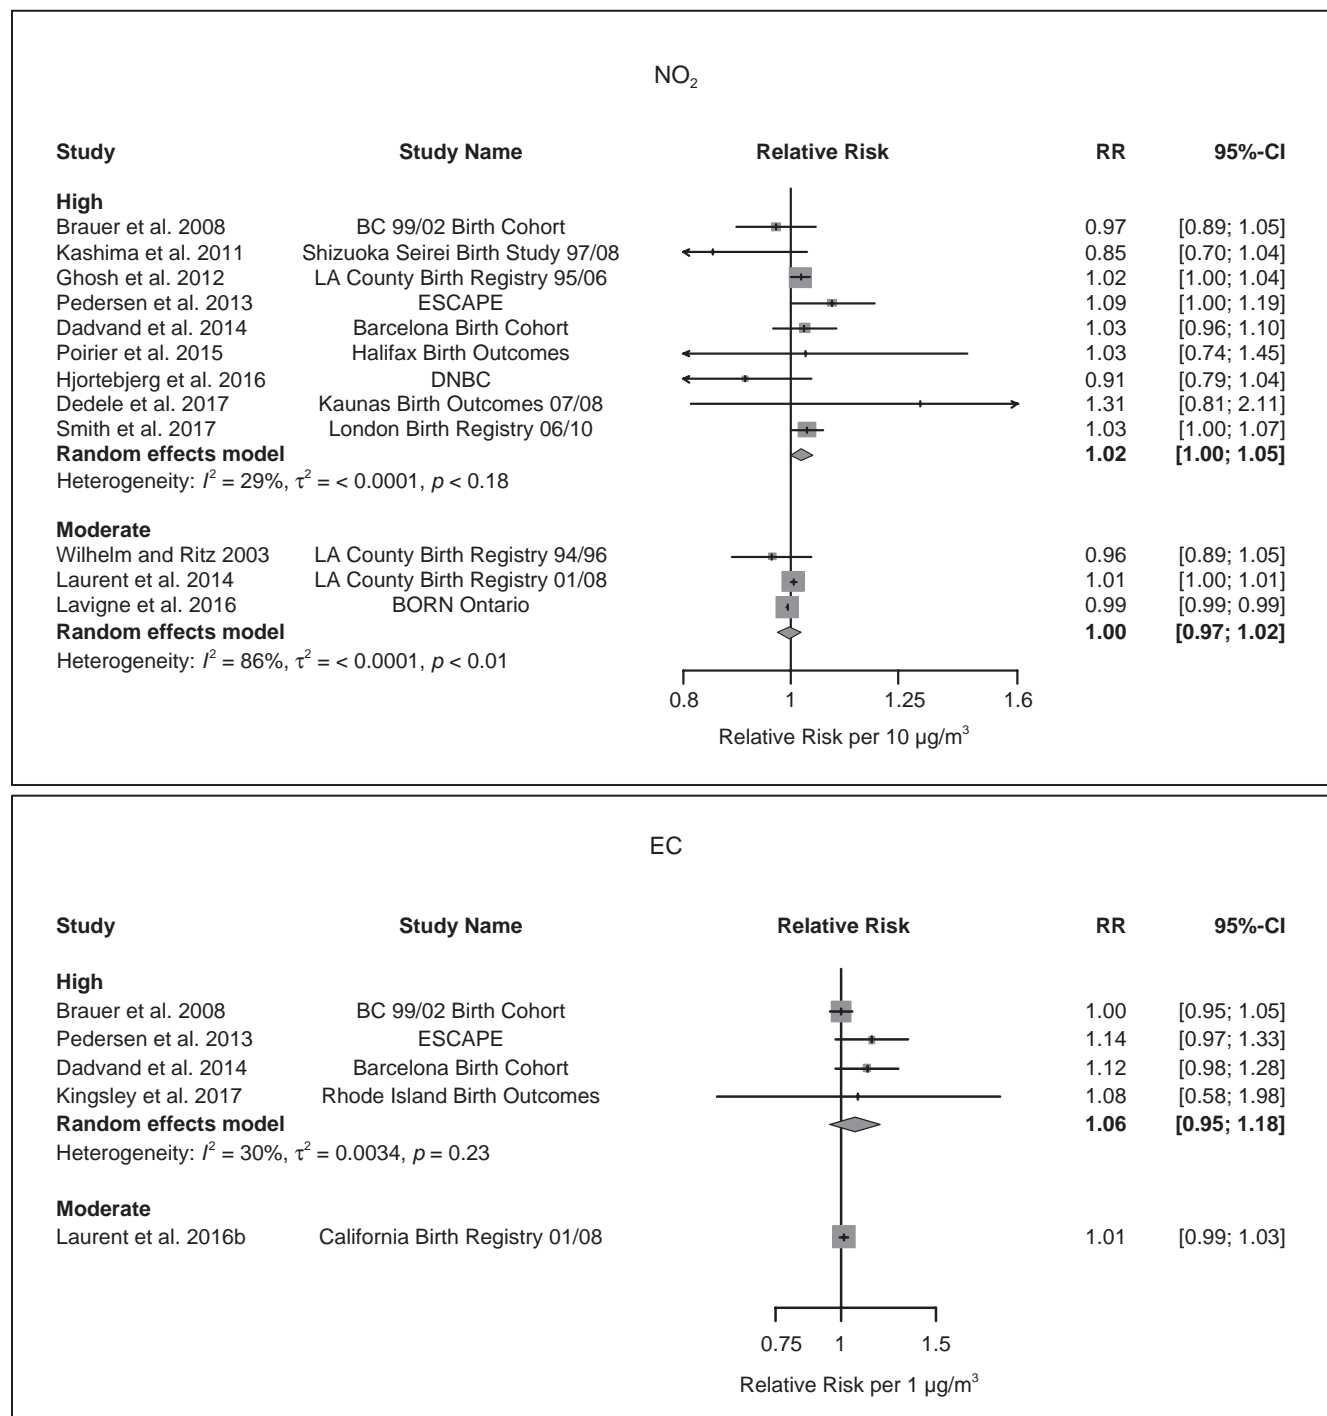 NO₂
Study Study Name Relative Risk RR 95%-CI
High
Brauer et al. 2008 BC 99/02 Birth Cohort 0.97 [0.89; 1.05]
Kashima et al. 2011 Shizuoka Seirei Birth Study 97/08 0.85 [0.70; 1.04]
Ghosh et al. 2012 LA County Birth Registry 95/06 1.02 [1.00; 1.04]
Pedersen et al. 2013 ESCAPE 1.09 [1.00; 1.19]
Dadvand et al. 2014 Barcelona Birth Cohort 1.03 [0.96; 1.10]
Poirier et al. 2015 Halifax Birth Outcomes 1.03 [0.74; 1.45]
Hjortebjerg et al. 2016 DNBC 0.91 [0.79; 1.04]
Dedele et al. 2017 Kaunas Birth Outcomes 07/08 1.31 [0.81; 2.11]
Smith et al. 2017 London Birth Registry 06/10 1.03 [1.00; 1.07]
Random effects model 1.02 [1.00; 1.05]
Heterogeneity: I² = 29%, τ² = < 0.0001, p < 0.18
Moderate
Wilhelm and Ritz 2003 LA County Birth Registry 94/96 0.96 [0.89; 1.05]
Laurent et al. 2014 LA County Birth Registry 01/08 1.01 [1.00; 1.01]
Lavigne et al. 2016 BORN Ontario 0.99 [0.99; 0.99]
Random effects model 1.00 [0.97; 1.02]
Heterogeneity: I² = 86%, τ² = < 0.0001, p < 0.01
0.8 1 1.25 1.6
Relative Risk per 10 µg/m³
EC
Study Study Name Relative Risk RR 95%-CI
High
Brauer et al. 2008 BC 99/02 Birth Cohort 1.00 [0.95; 1.05]
Pedersen et al. 2013 ESCAPE 1.14 [0.97; 1.33]
Dadvand et al. 2014 Barcelona Birth Cohort 1.12 [0.98; 1.28]
Kingsley et al. 2017 Rhode Island Birth Outcomes 1.08 [0.58; 1.98]
Random effects model 1.06 [0.95; 1.18]
Heterogeneity: I² = 30%, τ² = 0.0034, p = 0.23
Moderate
Laurent et al. 2016b California Birth Registry 01/08 1.01 [0.99; 1.03]
0.75 1 1.5
Relative Risk per 1 µg/m³